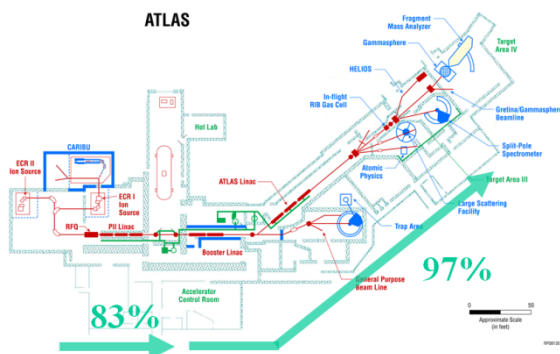 ATLAS
Fragment
Mass Analyzer
Gammasphere
Target
Area IV
HELIOS
In-flight
RIB Gas Cell
Gretina/Gammasphere
Beamline
Split-Pole
Spectrometer
Atomic
Physics
Target Area III
Large Scattering
Facility
Hot Lab
CARIBU
ECR II
Ion Source
ECR I
Ion
Source
ATLAS Linac
RFQ
PII Linac
Booster Linac
Trap Area
General Purpose
Beam Line
Accelerator
Control Room
83%
97%
0
50
Approximate Scale
(in feet)